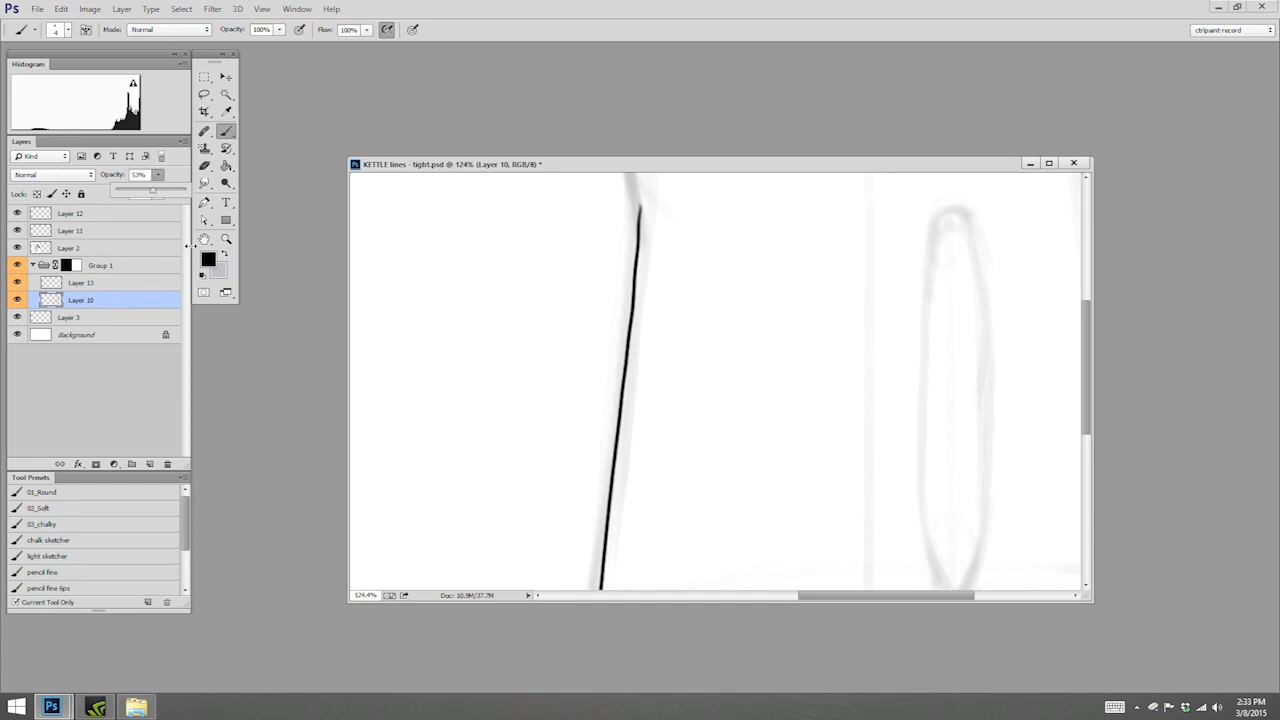 Ps File Edit Image Layer Type Select Filter 3D View Window Help
4 Mode: Normal Opacity: 100% Flow: 100% ctripaint-record
Histogram
KETTLE lines - tight.psd @ 124% (Layer 10, RGB/8) *
Layers
Kind
Normal Opacity: 53%
Lock:
Layer 12
Layer 11
Layer 2
Group 1
Layer 13
Layer 10
Layer 3
Background
Tool Presets
01_Round
02_Soft
03_chalky
chalk sketcher
light sketcher
pencil fine
pencil fine 6px
Current Tool Only
124.4% Doc: 10.9M/37.7M
2:33 PM
3/8/2015